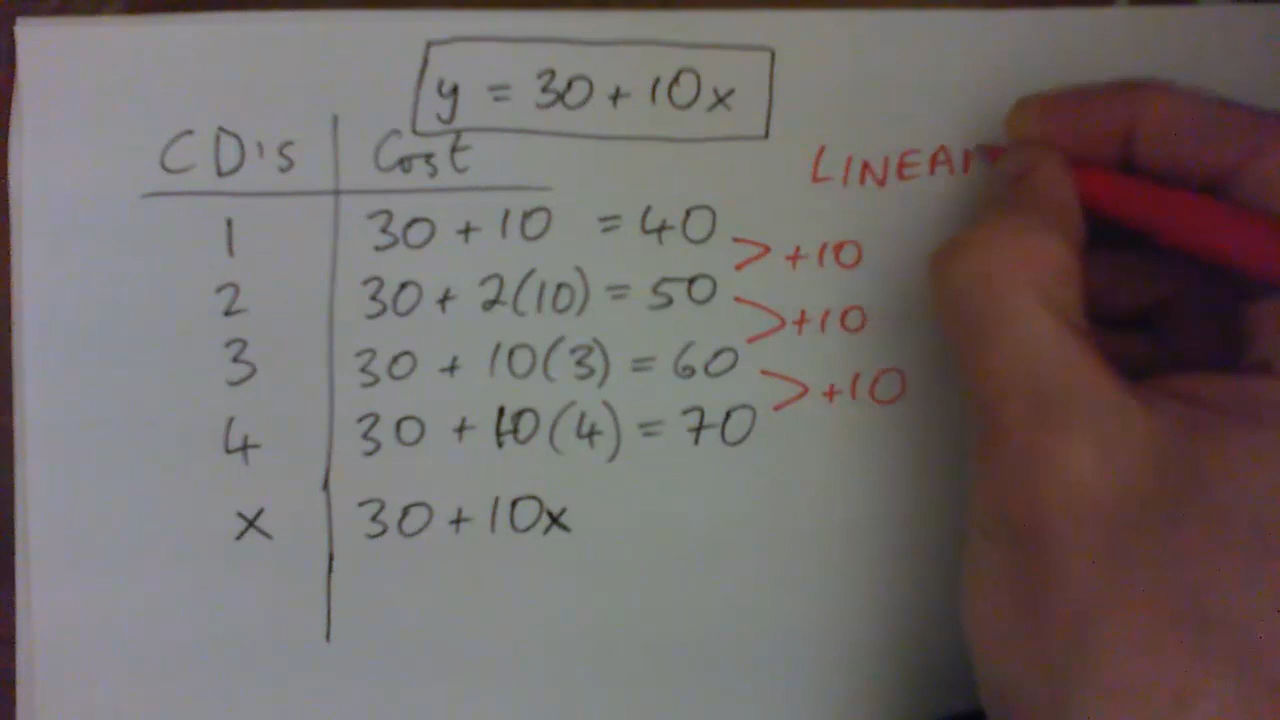 y = 30 + 10x
CD's Cost
LINEA
1 30 + 10 = 40
> +10
2 30 + 2(10) = 50
> +10
3 30 + 10(3) = 60
> +10
4 30 + 10(4) = 70
x 30 + 10x